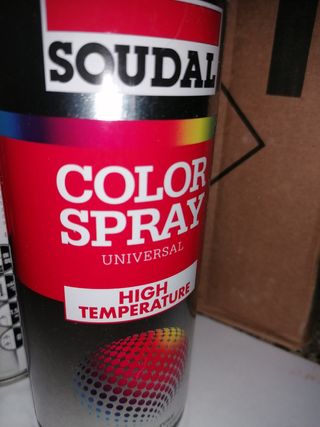 SOUDAL
COLOR
SPRAY
UNIVERSAL
HIGH
TEMPERATURE